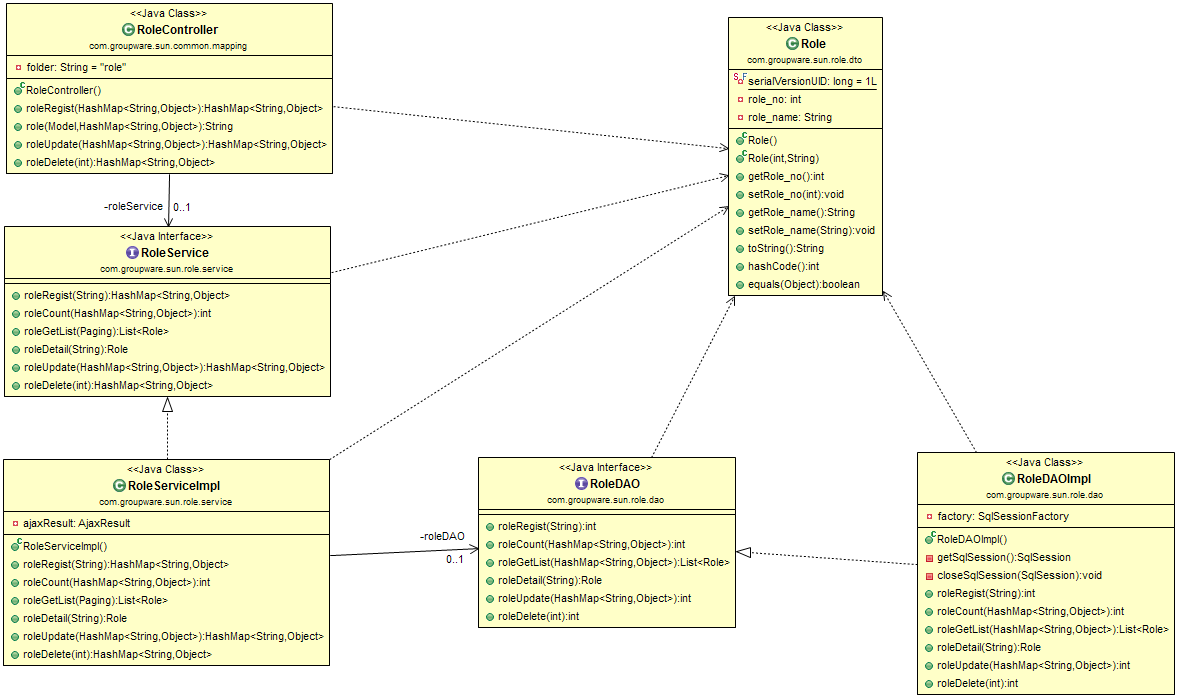 <<Java Class>>
RoleController
com.groupware.sun.common.mapping
folder: String = "role"
RoleController()
roleRegist(HashMap<String,Object>):HashMap<String,Object>
role(Model,HashMap<String,Object>):String
roleUpdate(HashMap<String,Object>):HashMap<String,Object>
roleDelete(int):HashMap<String,Object>
-roleService
0..1
<<Java Interface>>
RoleService
com.groupware.sun.role.service
roleRegist(String):HashMap<String,Object>
roleCount(HashMap<String,Object>):int
roleGetList(Paging):List<Role>
roleDetail(String):Role
roleUpdate(HashMap<String,Object>):HashMap<String,Object>
roleDelete(int):HashMap<String,Object>
<<Java Class>>
RoleServiceImpl
com.groupware.sun.role.service
ajaxResult: AjaxResult
RoleServiceImpl()
roleRegist(String):HashMap<String,Object>
roleCount(HashMap<String,Object>):int
roleGetList(Paging):List<Role>
roleDetail(String):Role
roleUpdate(HashMap<String,Object>):HashMap<String,Object>
roleDelete(int):HashMap<String,Object>
-roleDAO
0..1
<<Java Interface>>
RoleDAO
com.groupware.sun.role.dao
roleRegist(String):int
roleCount(HashMap<String,Object>):int
roleGetList(HashMap<String,Object>):List<Role>
roleDetail(String):Role
roleUpdate(HashMap<String,Object>):int
roleDelete(int):int
<<Java Class>>
Role
com.groupware.sun.role.dto
serialVersionUID: long = 1L
role_no: int
role_name: String
Role()
Role(int,String)
getRole_no():int
setRole_no(int):void
getRole_name():String
setRole_name(String):void
toString():String
hashCode():int
equals(Object):boolean
<<Java Class>>
RoleDAOImpl
com.groupware.sun.role.dao
factory: SqlSessionFactory
RoleDAOImpl()
getSqlSession():SqlSession
closeSqlSession(SqlSession):void
roleRegist(String):int
roleCount(HashMap<String,Object>):int
roleGetList(HashMap<String,Object>):List<Role>
roleDetail(String):Role
roleUpdate(HashMap<String,Object>):int
roleDelete(int):int